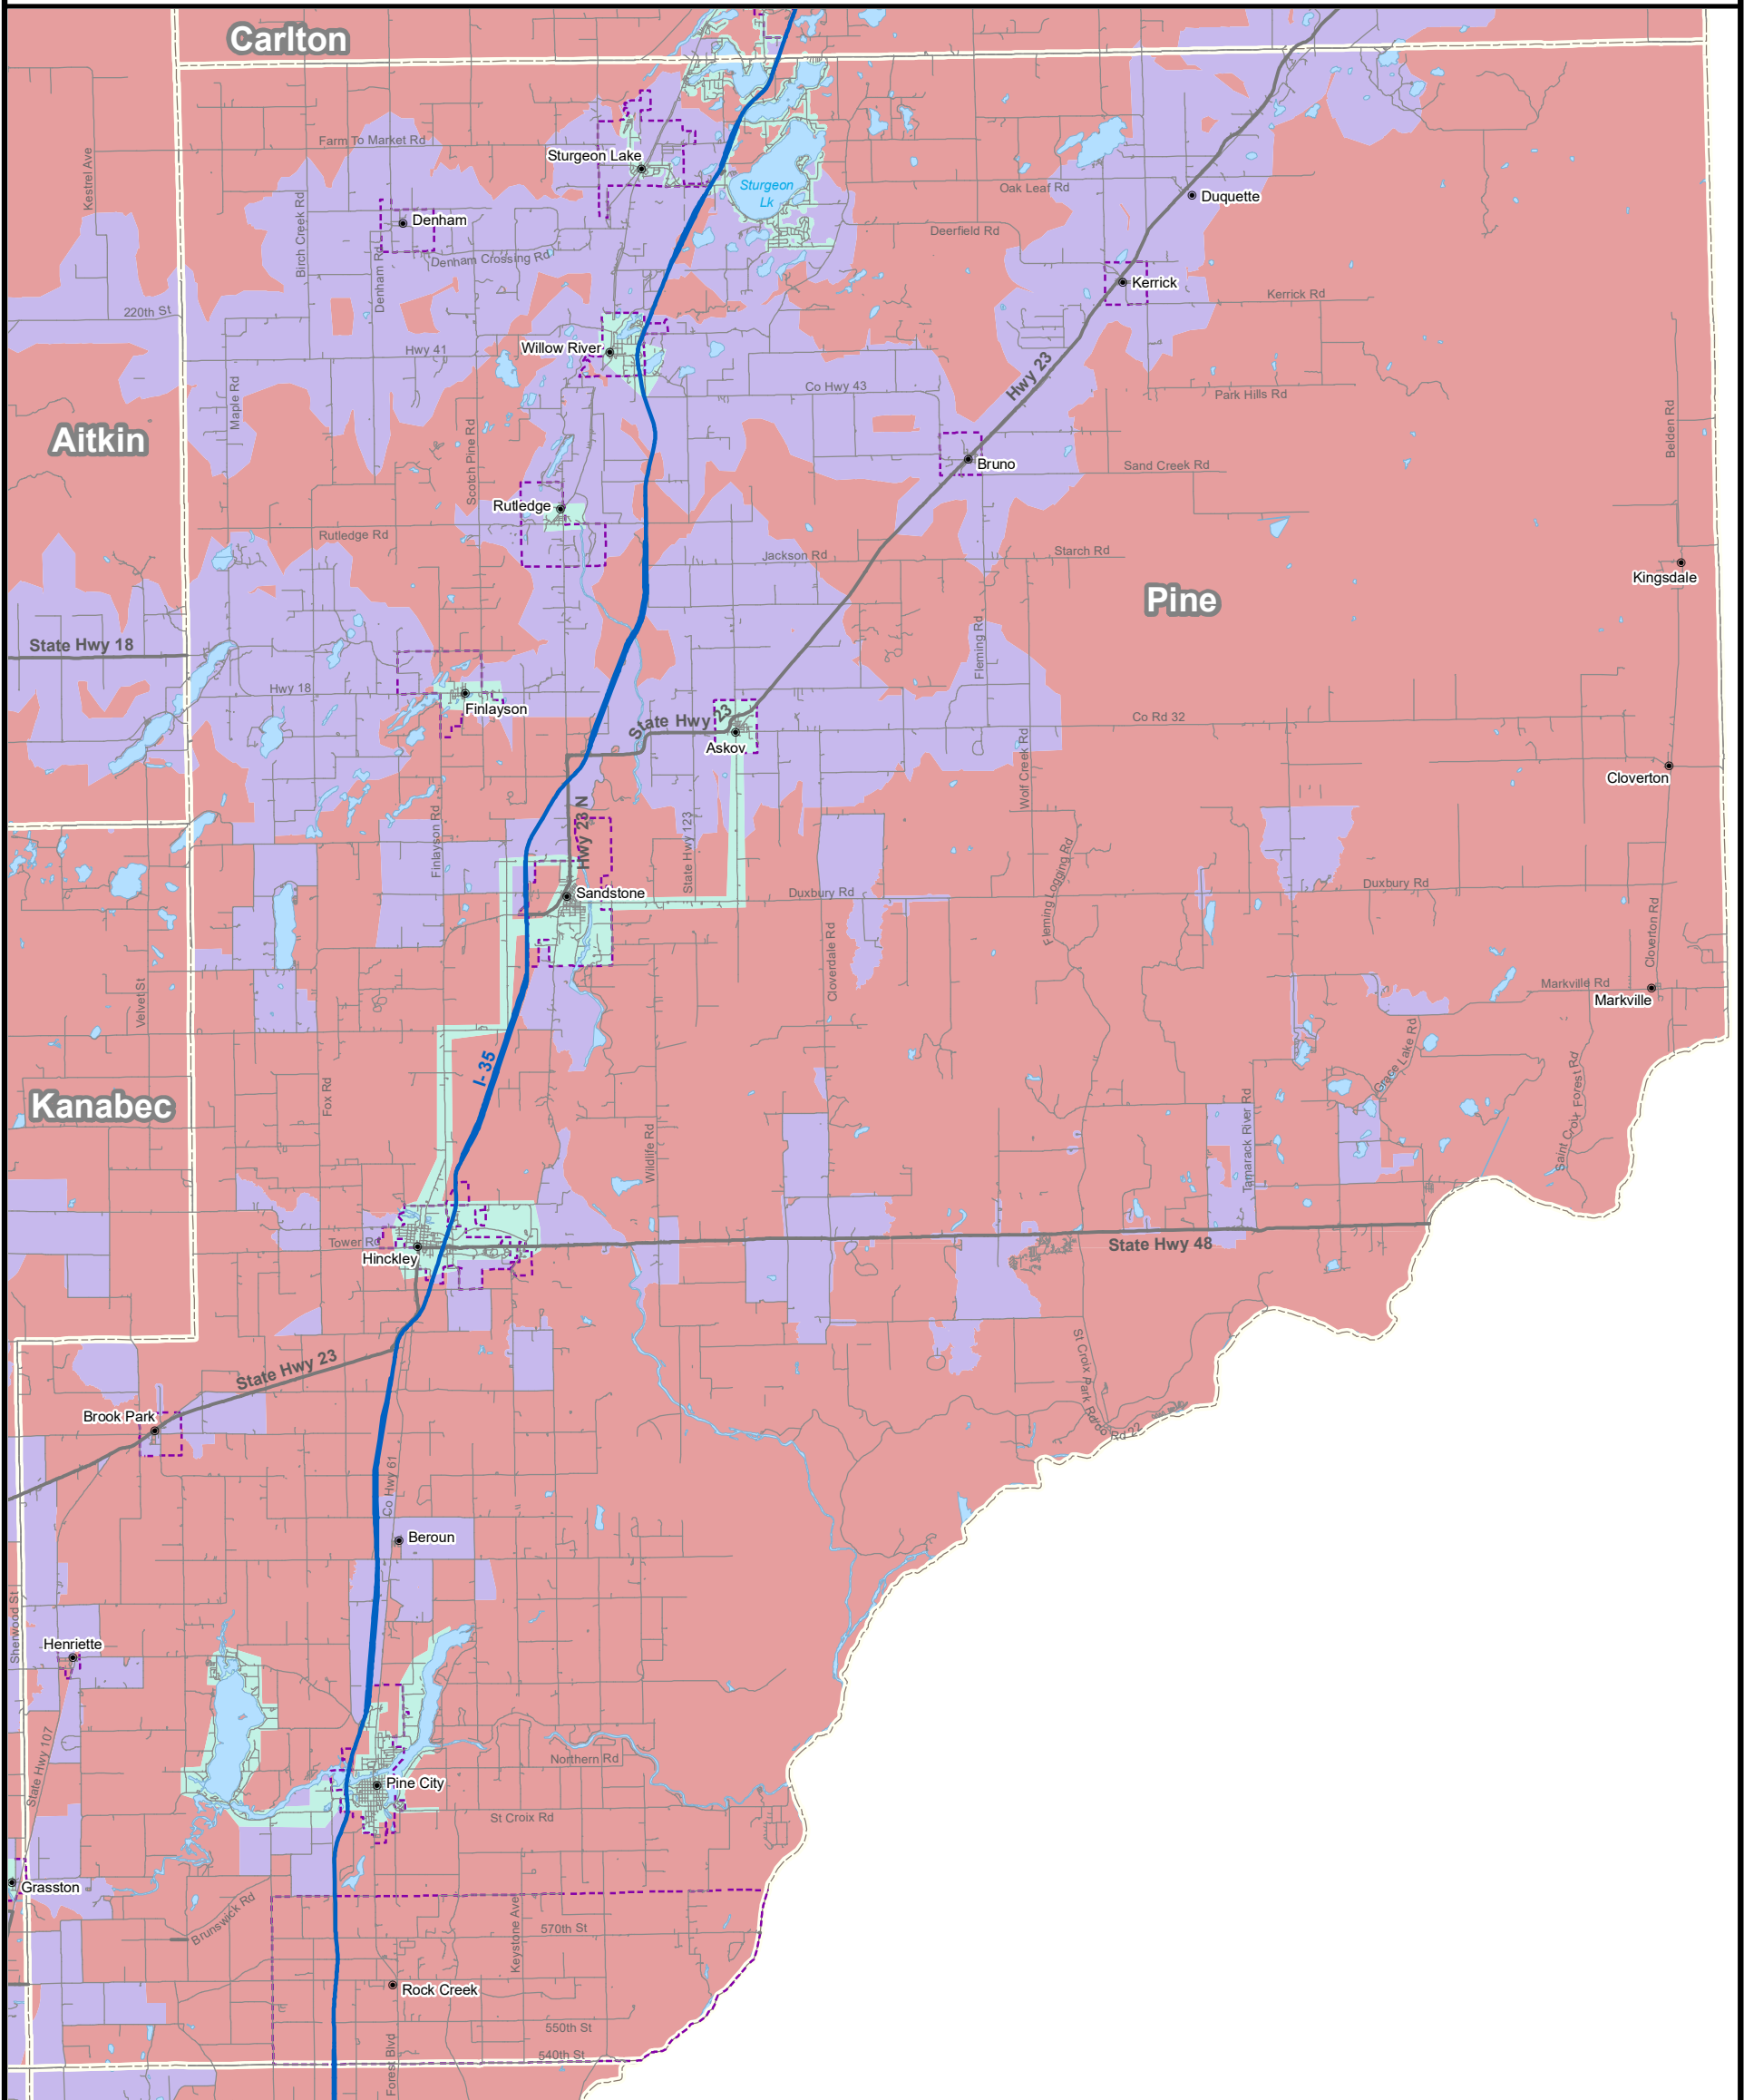 Carlton
Farm To Market Rd
Kestrel Ave
Sturgeon Lake
Sturgeon
Lk
Oak Leaf Rd
Duquette
Birch Creek Rd
Denham
Denham Rd
Denham Crossing Rd
Deerfield Rd
Kerrick
Kerrick Rd
220th St
Willow River
Hwy 41
Hwy 23
Co Hwy 43
Park Hills Rd
Maple Rd
Aitkin
Scotch Pine Rd
Belden Rd
Bruno
Sand Creek Rd
Rutledge
Rutledge Rd
Jackson Rd
Starch Rd
Kingsdale
Pine
State Hwy 18
Fleming Rd
Hwy 18
Finlayson
State Hwy 23
Askov
Co Rd 32
Wolf Creek Rd
Cloverton
Finlayson Rd
Hwy 23 N
State Hwy 123
Sandstone
Duxbury Rd
Duxbury Rd
Fleming Logging Rd
Cloverdale Rd
Cloverton Rd
Velvet St
Markville Rd
Markville
I-35
Grace Lake Rd
Kanabec
Fox Rd
Wildlife Rd
Tamarack River Rd
Saint Croix Forest Rd
Tower Rd
Hinckley
State Hwy 48
State Hwy 23
St Croix Park Rd
rdo Rd 22
Brook Park
Co Hwy 61
Beroun
Sherwood St
Henriette
State Hwy 107
Northern Rd
Pine City
St Croix Rd
Grasston
Brunswick Rd
Keystone Ave
570th St
Rock Creek
550th St
540th St
Forest Blvd